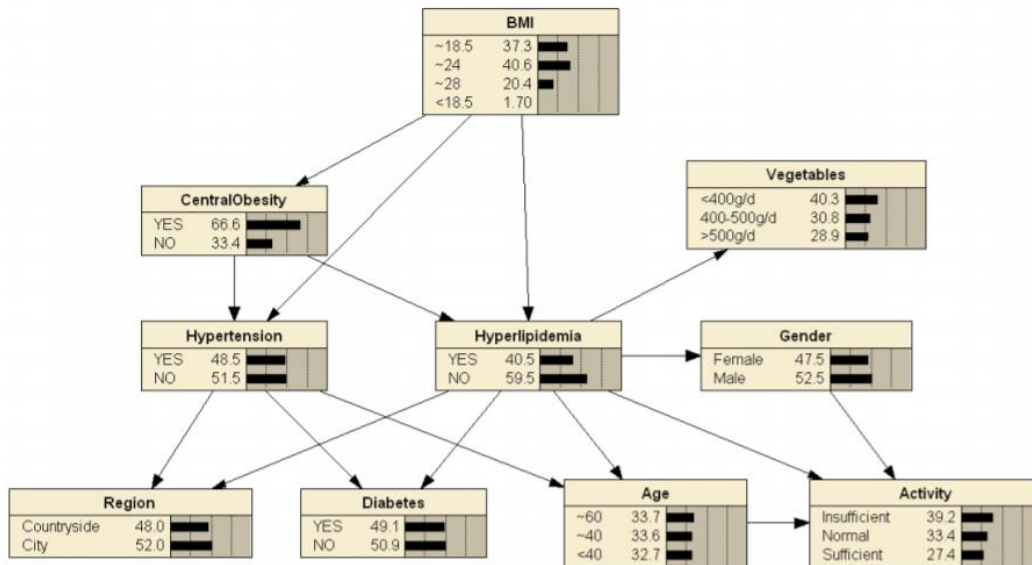 BMI
~18.5 37.3
~24 40.6
~28 20.4
<18.5 1.70
CentralObesity
YES 66.6
NO 33.4
Vegetables
<400g/d 40.3
400-500g/d 30.8
>500g/d 28.9
Hypertension
YES 48.5
NO 51.5
Hyperlipidemia
YES 40.5
NO 59.5
Gender
Female 47.5
Male 52.5
Region
Countryside 48.0
City 52.0
Diabetes
YES 49.1
NO 50.9
Age
~60 33.7
~40 33.6
<40 32.7
Activity
Insufficient 39.2
Normal 33.4
Sufficient 27.4